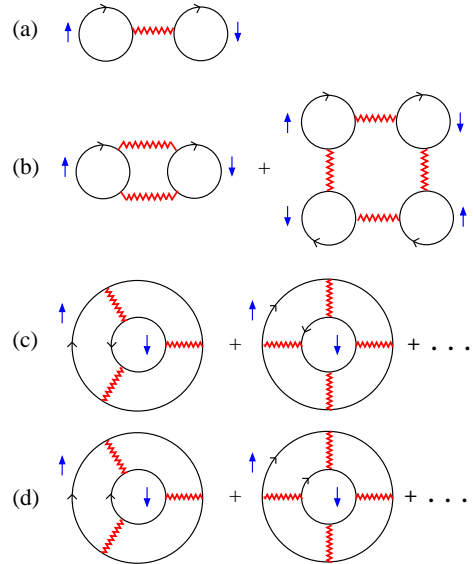 (a)
(b) +
(c) + + . . .
(d) + + . . .